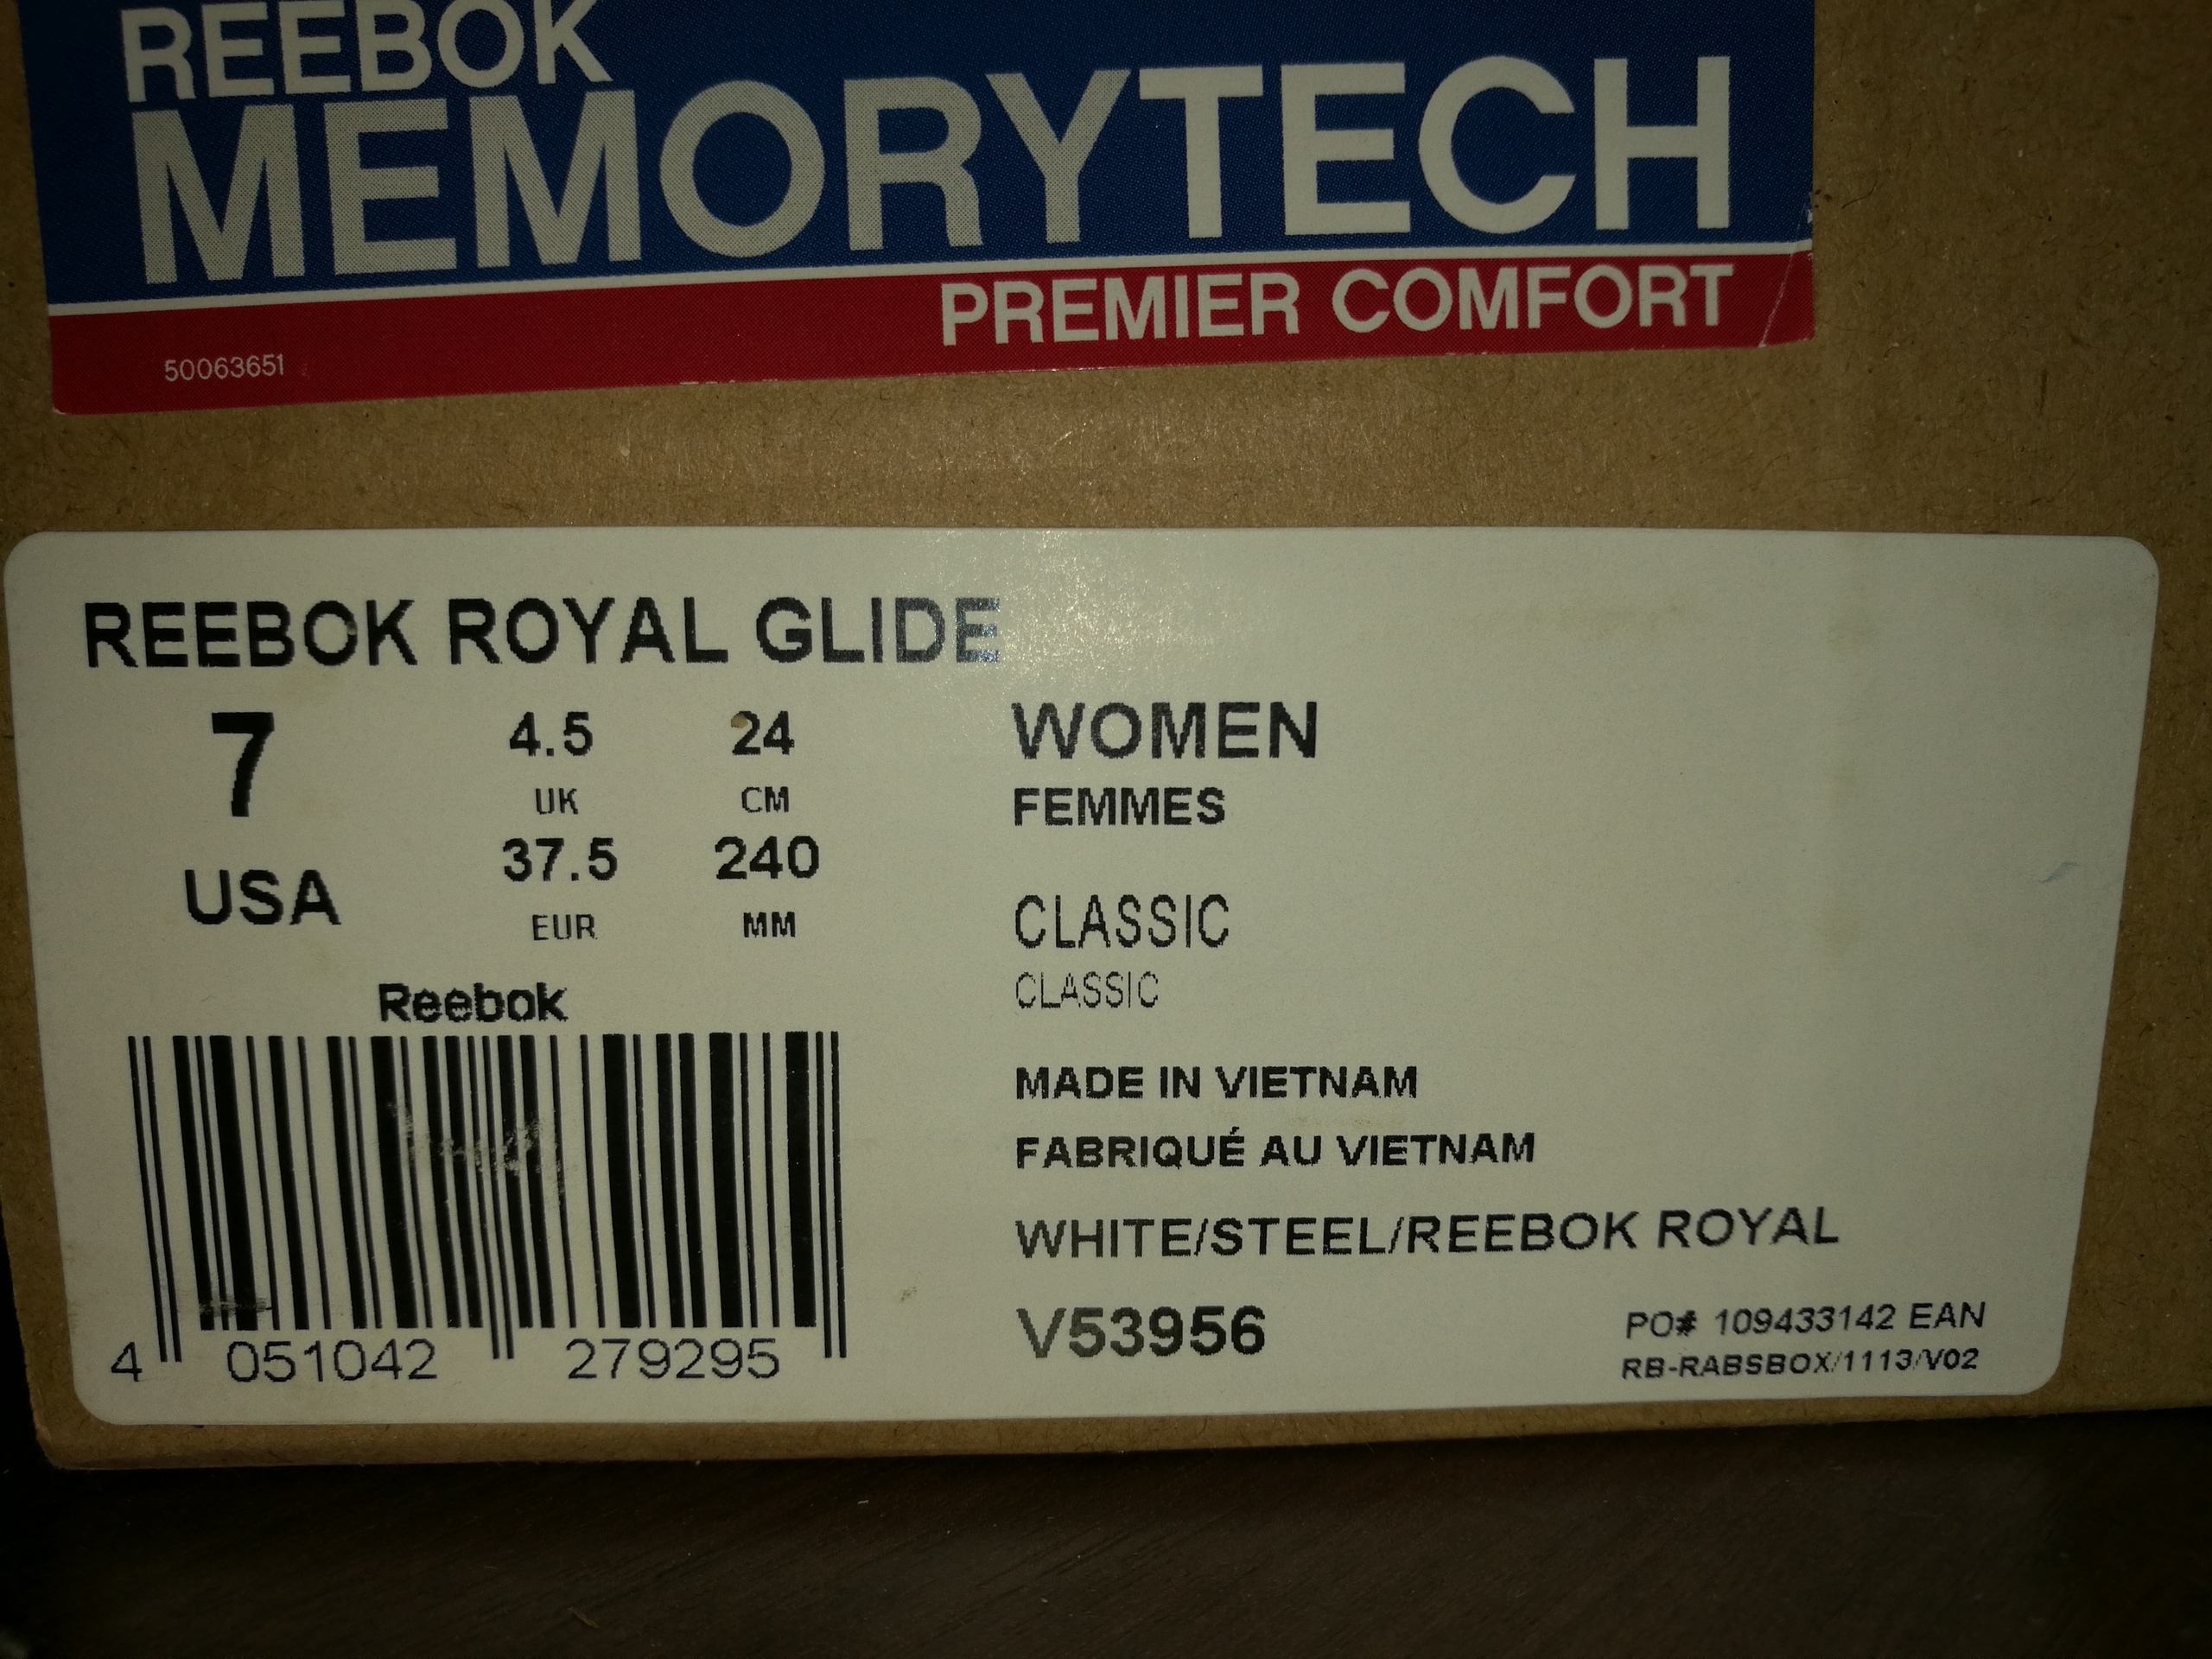 REEBOK
MEMORYTECH
PREMIER COMFORT
50063651
REEBOK ROYAL GLIDE
7
USA
4.5
UK
37.5
EUR
24
CM
240
MM
WOMEN
FEMMES
CLASSIC
CLASSIC
MADE IN VIETNAM
FABRIQUÉ AU VIETNAM
WHITE/STEEL/REEBOK ROYAL
V53956
PO# 109433142 EAN
RB-RABSBOX/1113/V02
Reebok
4 051042 279295